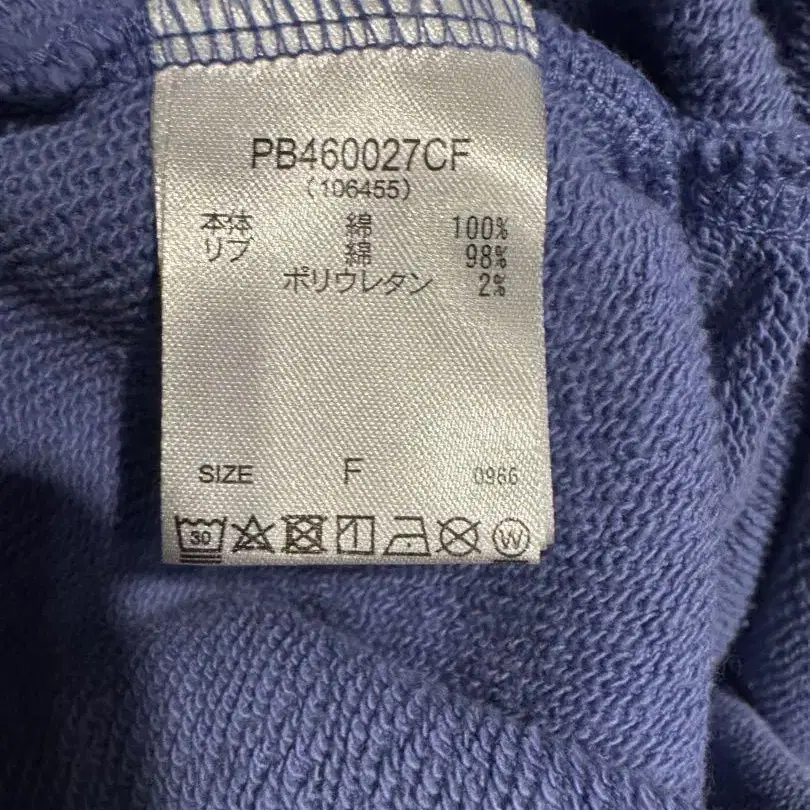 PB460027CF
(106455)
本体 綿 100%
リブ 綿 98%
ポリウレタン 2%
SIZE F 0966
30
W